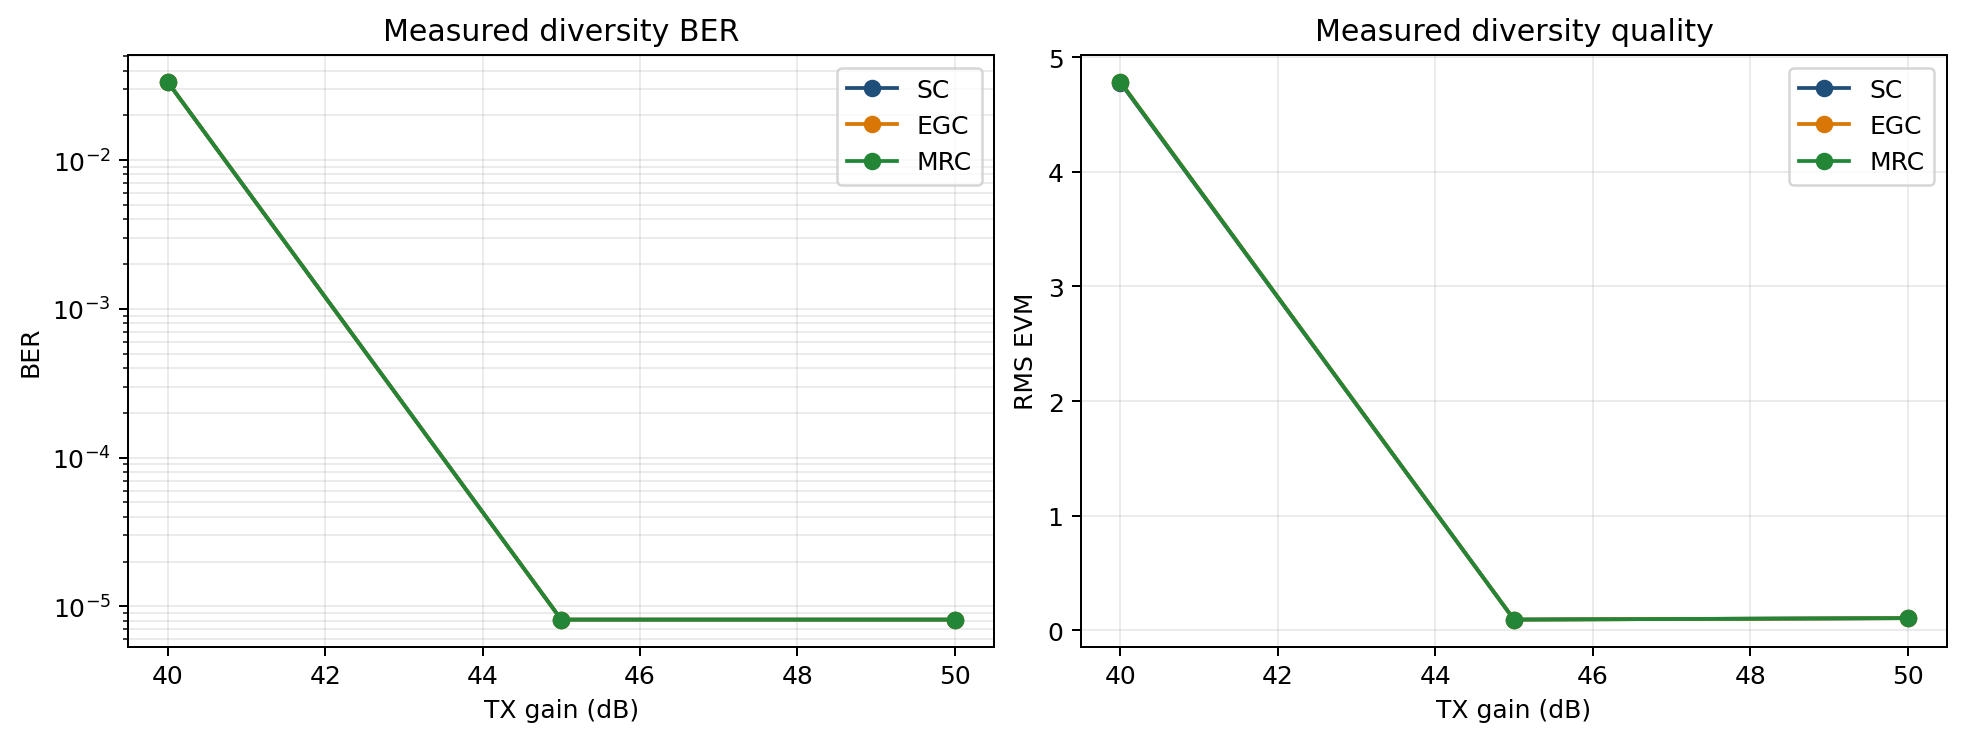 Measured diversity BER
BER
10⁻²
10⁻³
10⁻⁴
10⁻⁵
40 42 44 46 48 50
TX gain (dB)
SC
EGC
MRC
Measured diversity quality
RMS EVM
5
4
3
2
1
0
40 42 44 46 48 50
TX gain (dB)
SC
EGC
MRC